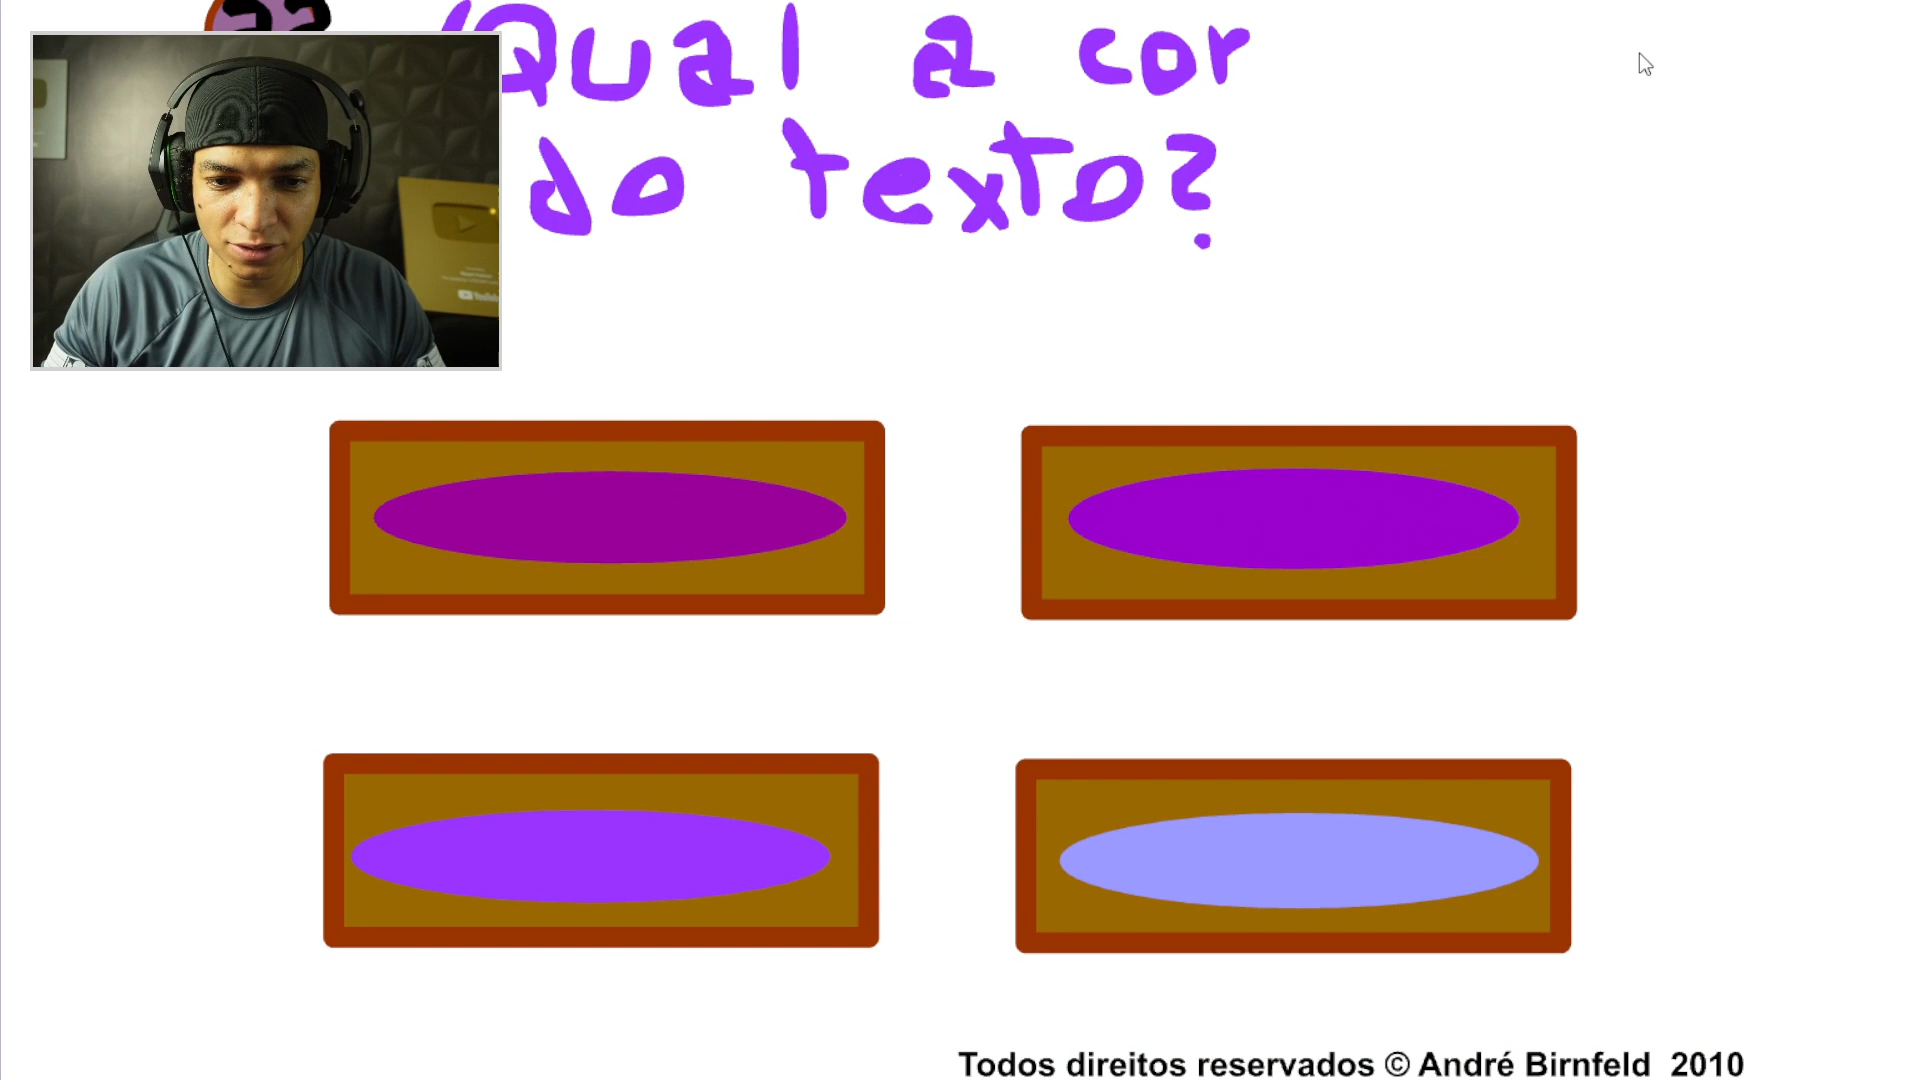 Qual a cor
do texto?
Todos direitos reservados © André Birnfeld 2010